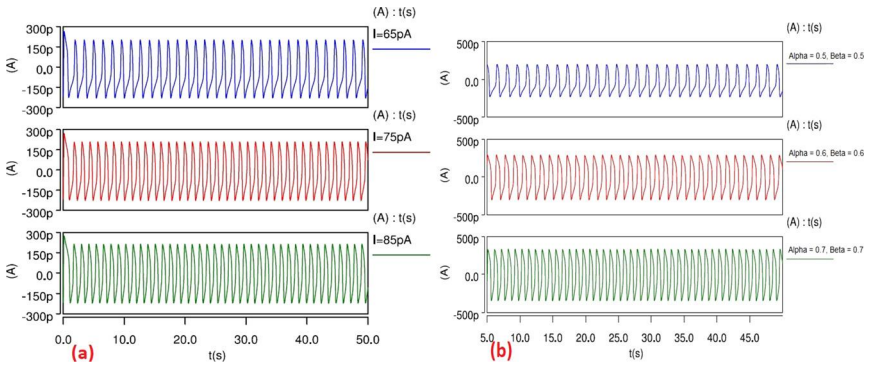 (A) : t(s)
I=65pA
300p
150p
0.0
-150p
-300p
(A)
(A) : t(s)
I=75pA
300p
150p
0.0
-150p
-300p
(A)
(A) : t(s)
I=85pA
300p
150p
0.0
-150p
-300p
(A)
0.0 10.0 20.0 30.0 40.0 50.0
t(s)
(a)
(A) : t(s)
Alpha = 0.5, Beta = 0.5
500p
0.0
-500p
(A)
(A) : t(s)
Alpha = 0.6, Beta = 0.6
500p
0.0
-500p
(A)
(A) : t(s)
Alpha = 0.7, Beta = 0.7
500p
0.0
-500p
(A)
5.0 10.0 15.0 20.0 25.0 30.0 35.0 40.0 45.0
t(s)
(b)